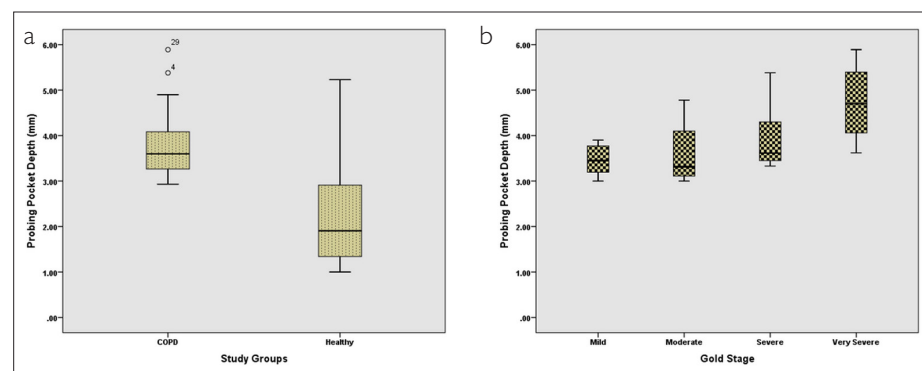 a
Probing Pocket Depth (mm)
6.00
5.00
4.00
3.00
2.00
1.00
.00
29
4
COPD
Healthy
Study Groups
b
Probing Pocket Depth (mm)
6.00
5.00
4.00
3.00
2.00
1.00
.00
Mild
Moderate
Severe
Very Severe
Gold Stage